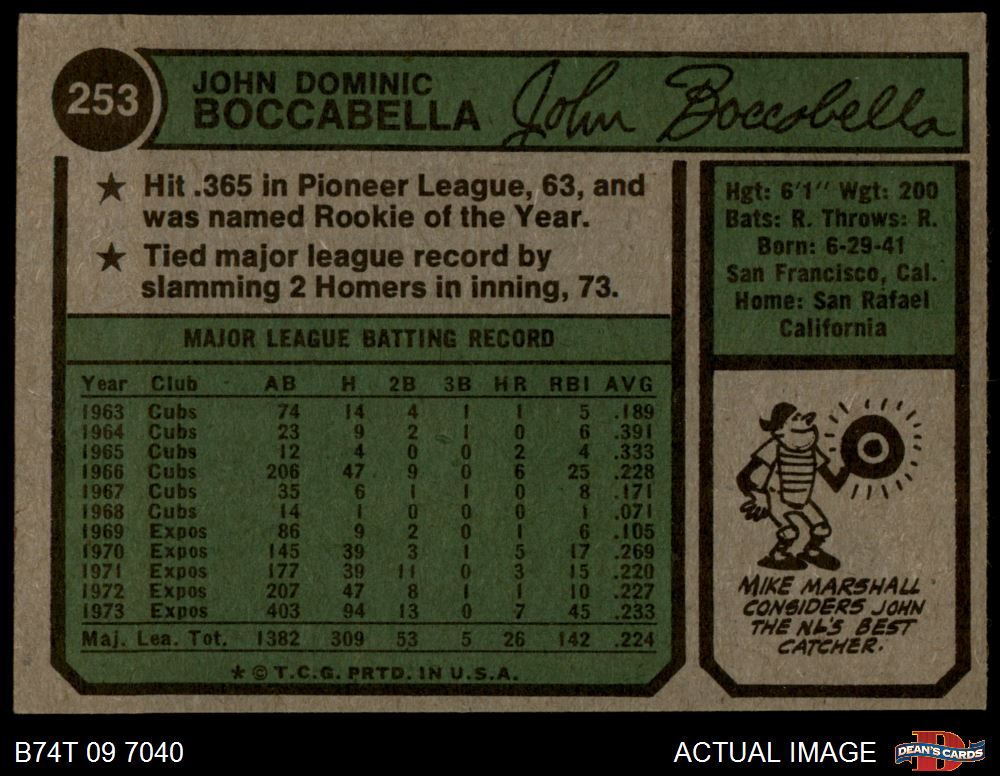 253
JOHN DOMINIC
BOCCABELLA
John Boccabella
★ Hit .365 in Pioneer League, 63, and
was named Rookie of the Year.
★ Tied major league record by
slamming 2 Homers in inning, 73.
Hgt: 6'1" Wgt: 200
Bats: R. Throws: R.
Born: 6-29-41
San Francisco, Cal.
Home: San Rafael
California
MAJOR LEAGUE BATTING RECORD
Year Club AB H 2B 3B HR RBI AVG
1963 Cubs 74 14 4 1 1 5 .189
1964 Cubs 23 9 2 1 0 6 .391
1965 Cubs 12 4 0 0 2 4 .333
1966 Cubs 206 47 9 0 6 25 .228
1967 Cubs 35 6 1 1 0 8 .171
1968 Cubs 14 1 0 0 0 1 .071
1969 Expos 86 9 2 0 1 6 .105
1970 Expos 145 39 3 1 5 17 .269
1971 Expos 177 39 11 0 3 15 .220
1972 Expos 207 47 8 1 1 10 .227
1973 Expos 403 94 13 0 7 45 .233
Maj. Lea. Tot. 1382 309 53 5 26 142 .224
* © T.C.G. PRTD. IN U.S.A.
MIKE MARSHALL
CONSIDERS JOHN
THE NL'S BEST
CATCHER.
B74T 09 7040
ACTUAL IMAGE
DEAN'S CARDS